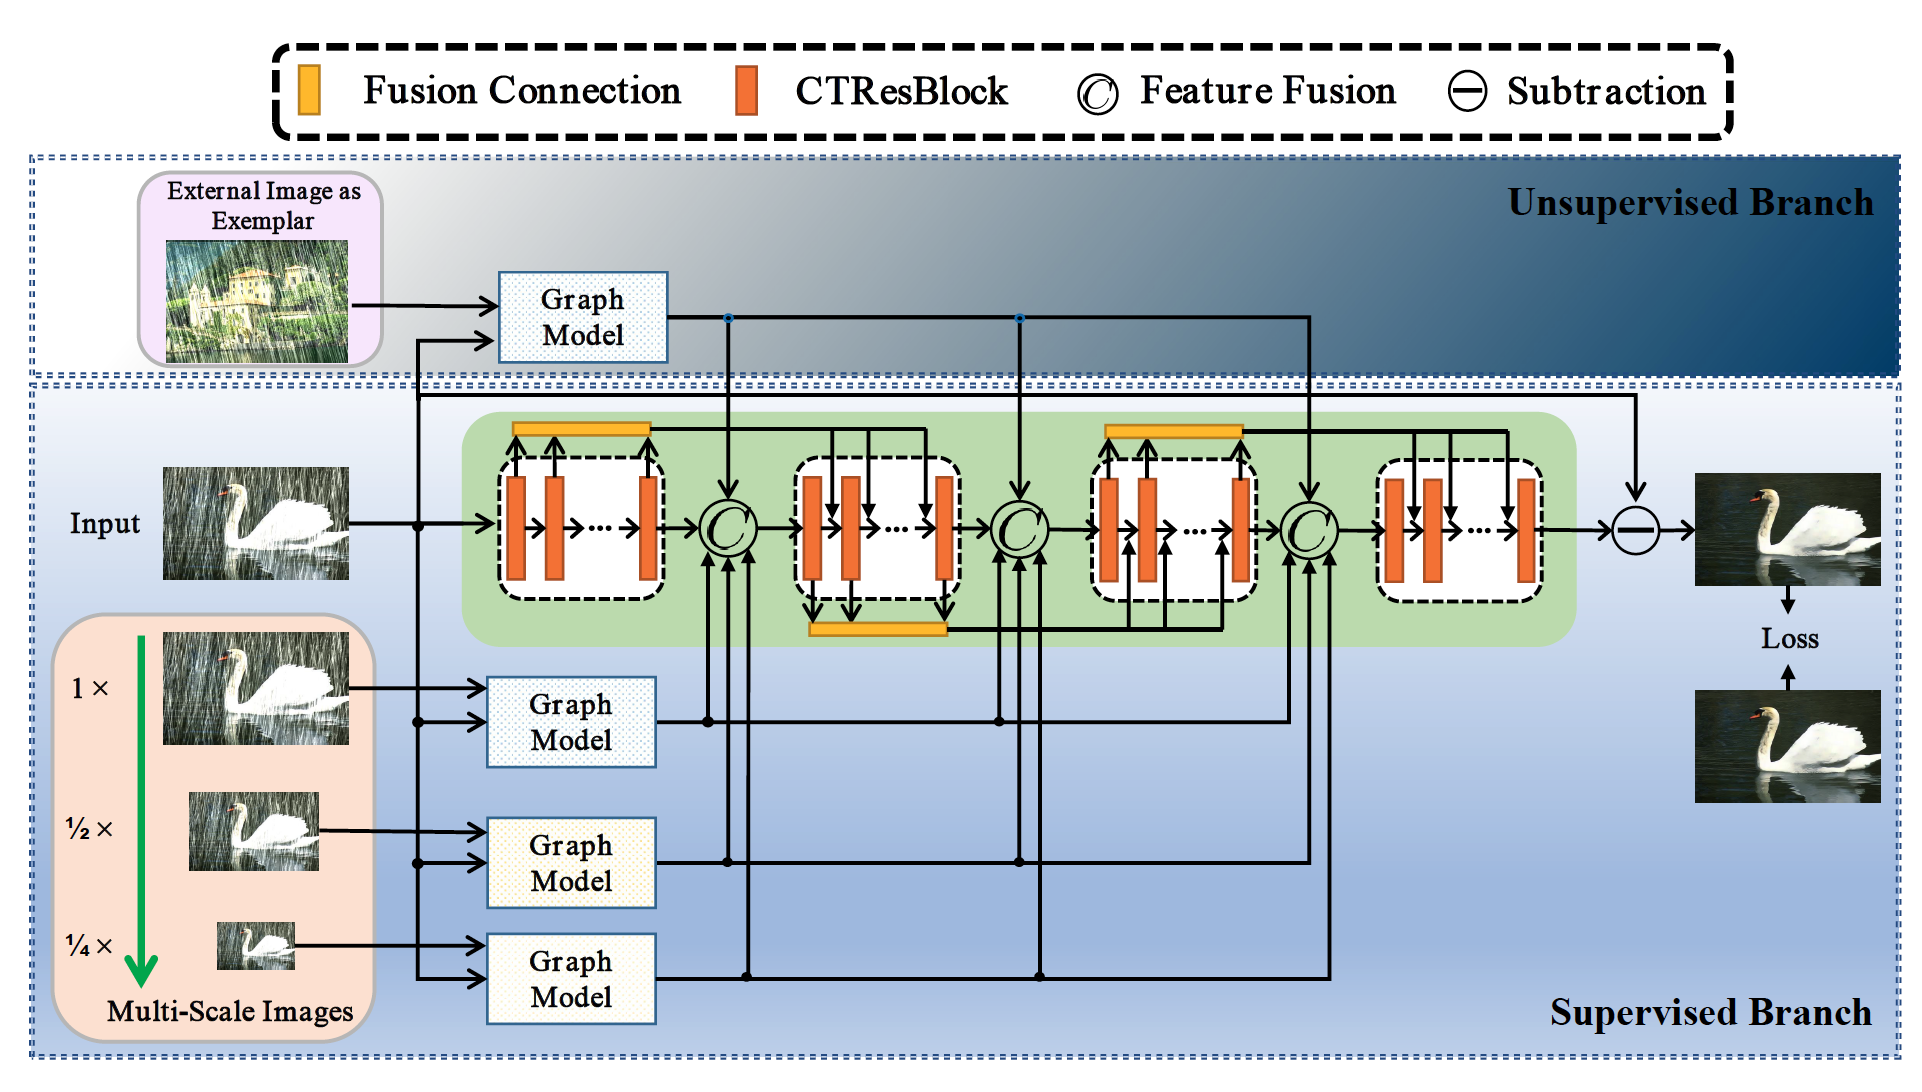 Fusion Connection
CTResBlock
C
Feature Fusion
Subtraction
Unsupervised Branch
External Image as
Exemplar
Graph
Model
Input
C
C
C
Loss
1 ×
Graph
Model
½ ×
Graph
Model
¼ ×
Graph
Model
Multi-Scale Images
Supervised Branch